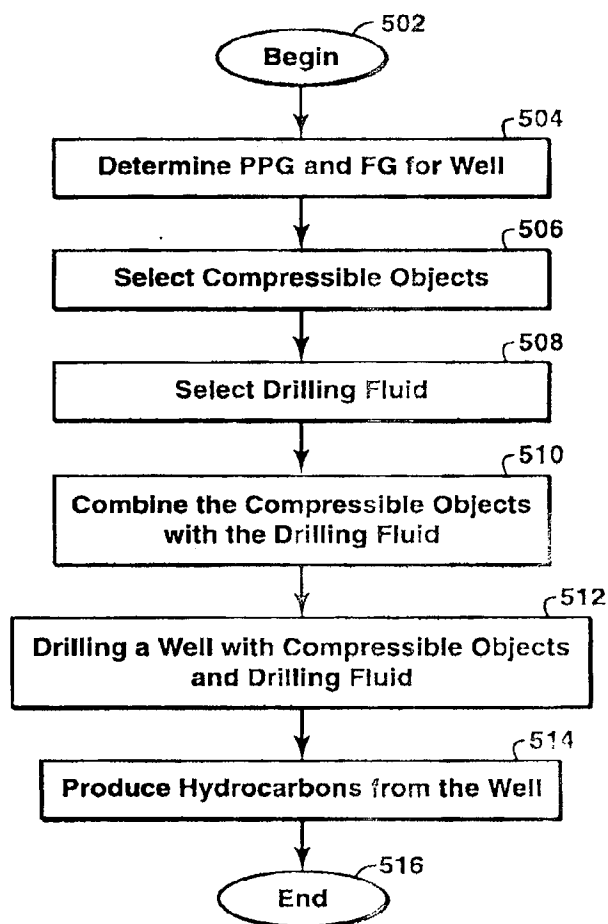 502
Begin
504
Determine PPG and FG for Well
506
Select Compressible Objects
508
Select Drilling Fluid
510
Combine the Compressible Objects
with the Drilling Fluid
512
Drilling a Well with Compressible Objects
and Drilling Fluid
514
Produce Hydrocarbons from the Well
516
End